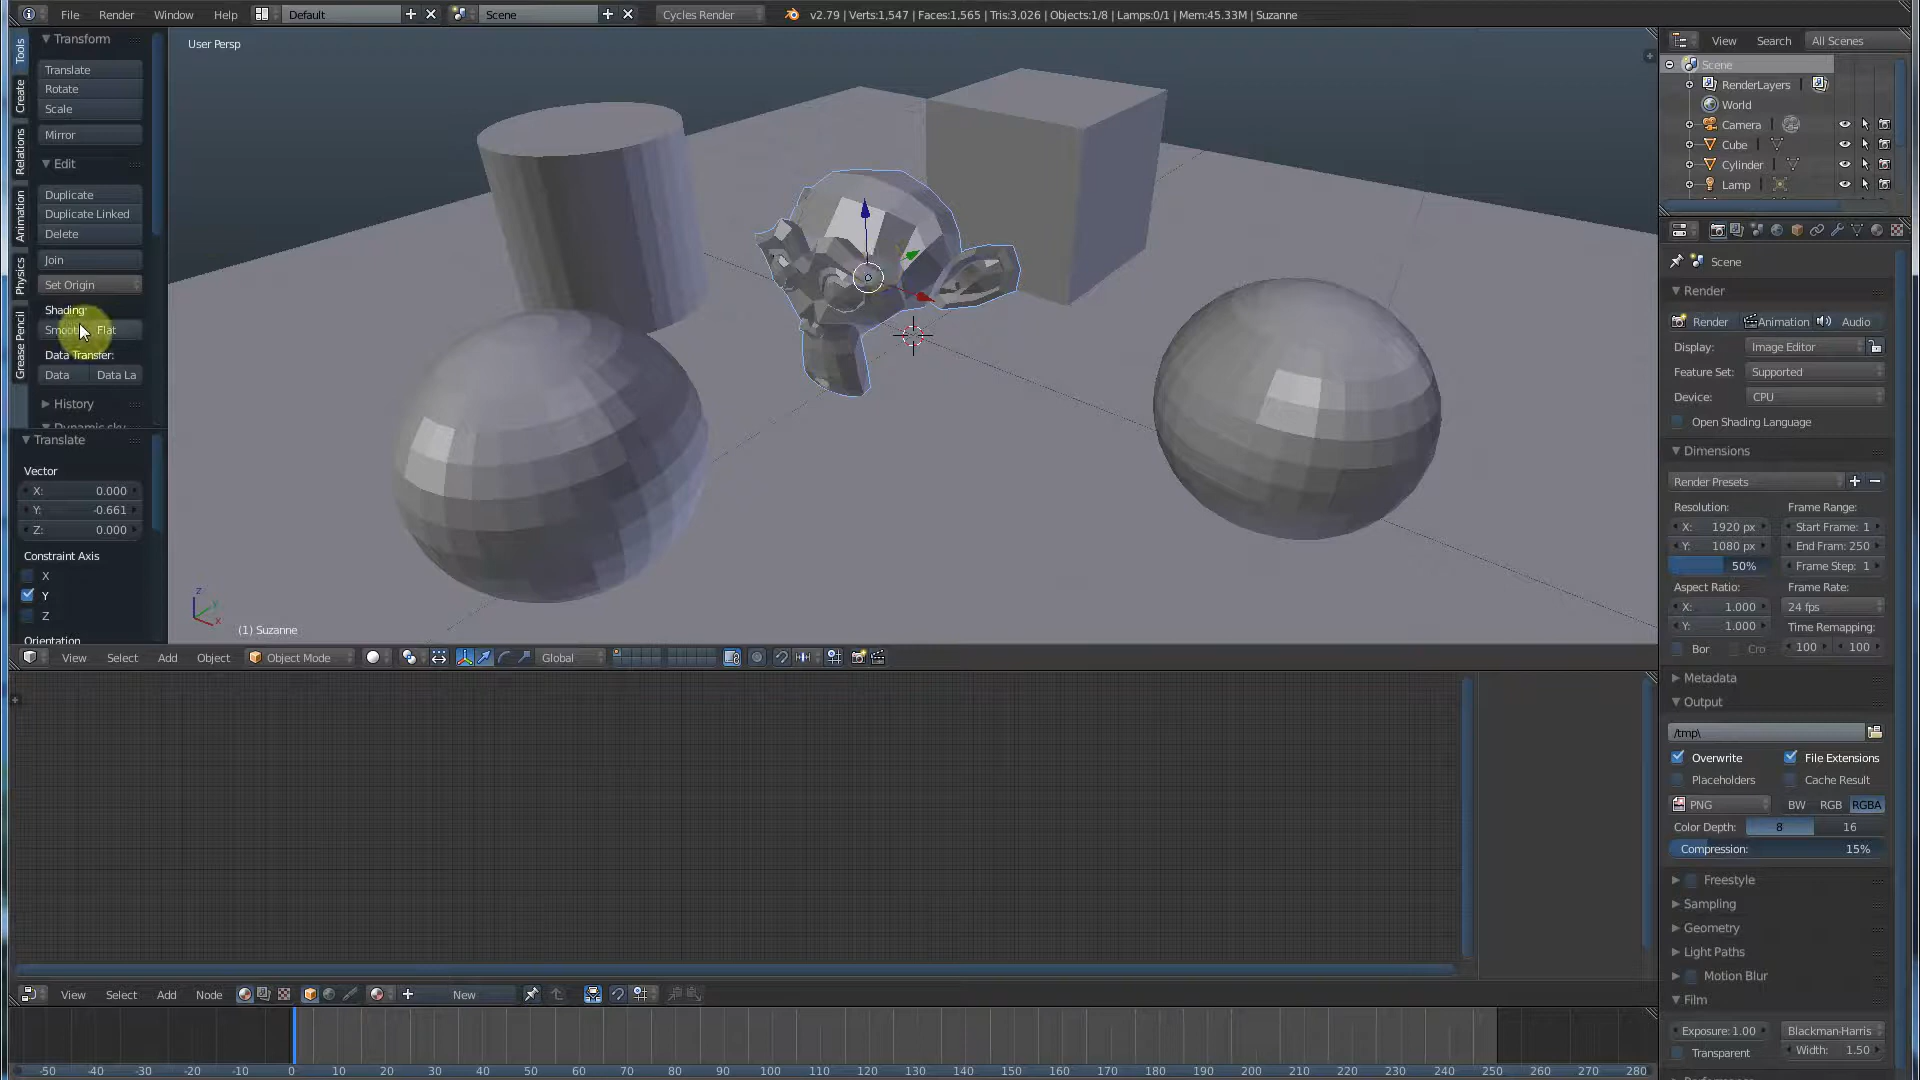 File Render Window Help Default Scene Cycles Render v2.79 | Verts:1,547 | Faces:1,565 | Tris:3,026 | Objects:1/8 | Lamps:0/1 | Mem:45.33M | Suzanne
Tools
Create
Relations
Animation
Physics
Grease Pencil
Transform
Translate
Rotate
Scale
Mirror
Edit
Duplicate
Duplicate Linked
Delete
Join
Set Origin
Shading:
Flat
Data Transfer:
Data Data La
History
Translate
Vector
X: 0.000
Y: -0.661
Z: 0.000
Constraint Axis
X
Y
Z
Orientation
User Persp
(1) Suzanne
View Select Add Object Object Mode Global
View Select Add Node New
-50 -40 -30 -20 -10 0 10 20 30 40 50 60 70 80 90 100 110 120 130 140 150 160 170 180 190 200 210 220 230 240 250 260 270 280
View Search All Scenes
Scene
RenderLayers
World
Camera
Cube
Cylinder
Lamp
Scene
Render
Render Animation Audio
Display: Image Editor
Feature Set: Supported
Device: CPU
Open Shading Language
Dimensions
Render Presets
Resolution: Frame Range:
X: 1920 px Start Frame: 1
Y: 1080 px End Fram: 250
50% Frame Step: 1
Aspect Ratio: Frame Rate:
X: 1.000 24 fps
Y: 1.000 Time Remapping:
Bor Cro 100 100
Metadata
Output
/tmp\
Overwrite File Extensions
Placeholders Cache Result
PNG BW RGB RGBA
Color Depth: 8 16
Compression: 15%
Freestyle
Sampling
Geometry
Light Paths
Motion Blur
Film
Exposure: 1.00 Blackman-Harris
Transparent Width: 1.50